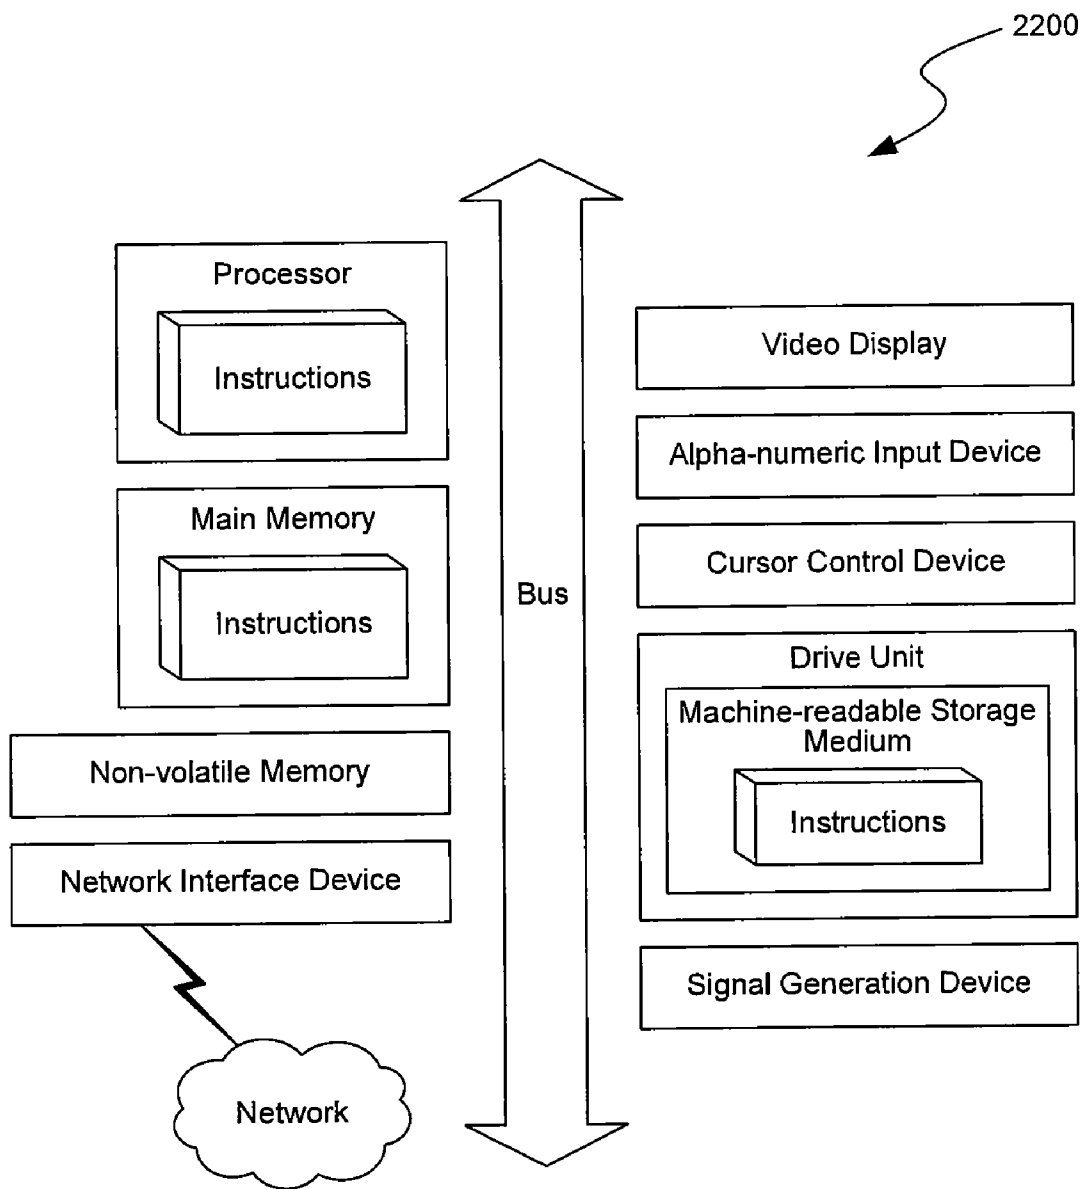 2200
Processor
Instructions
Main Memory
Instructions
Non-volatile Memory
Network Interface Device
Network
Bus
Video Display
Alpha-numeric Input Device
Cursor Control Device
Drive Unit
Machine-readable Storage
Medium
Instructions
Signal Generation Device